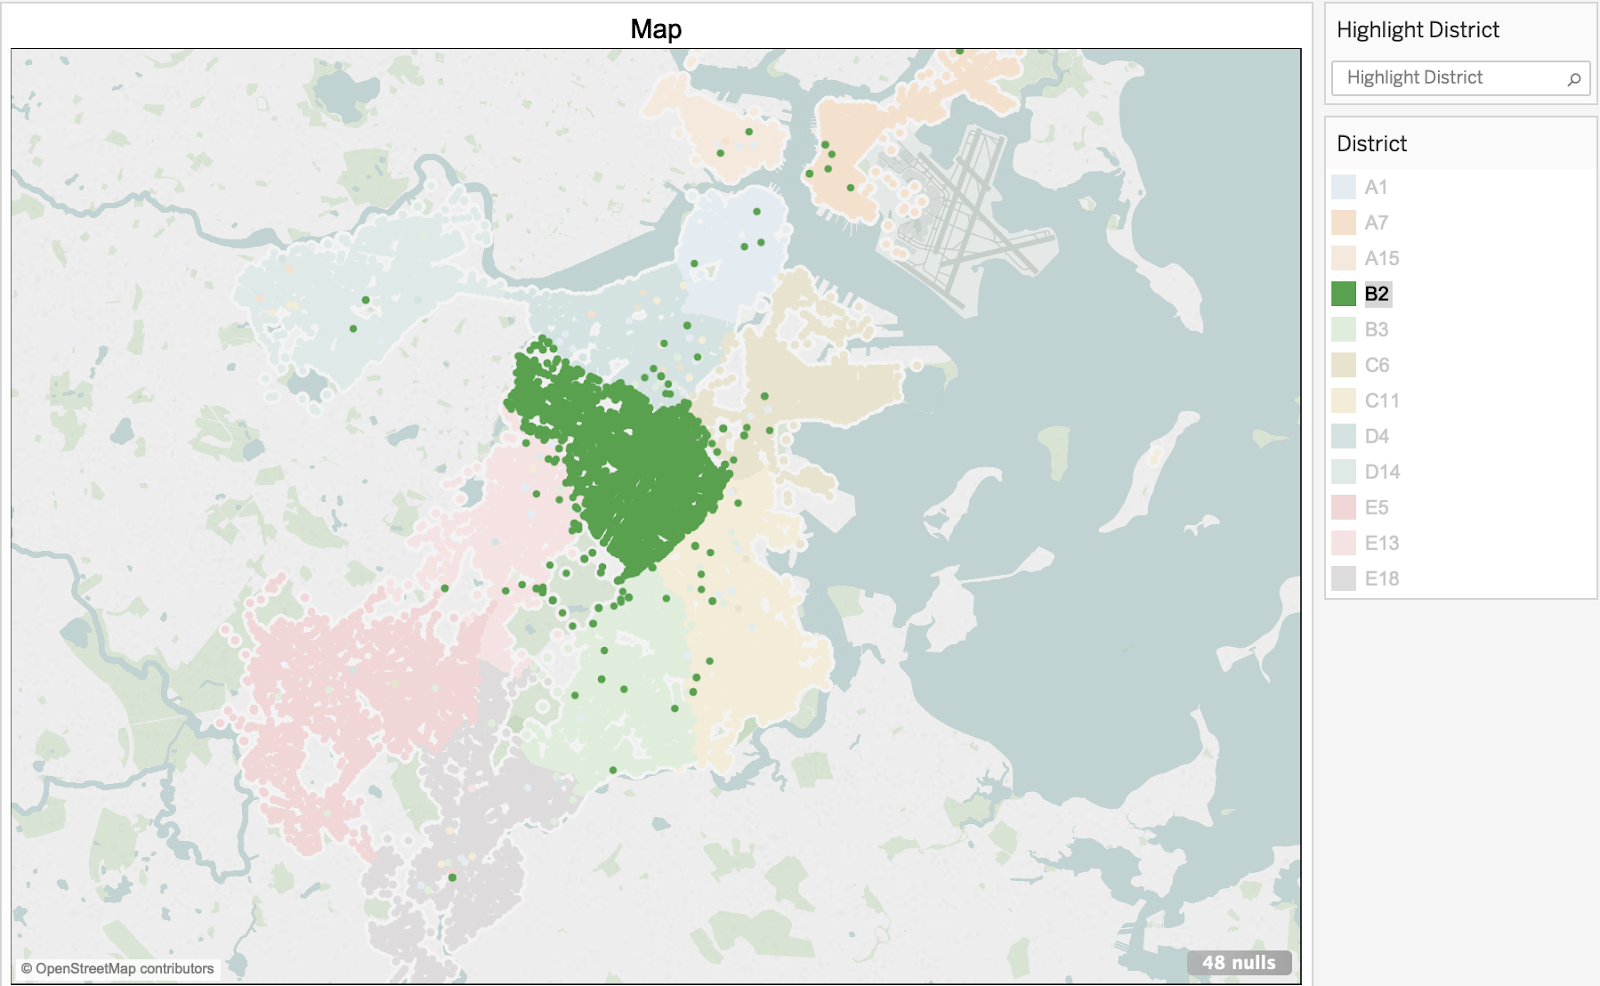 Map
Highlight District
Highlight District
District
A1
A7
A15
B2
B3
C6
C11
D4
D14
E5
E13
E18
© OpenStreetMap contributors
48 nulls